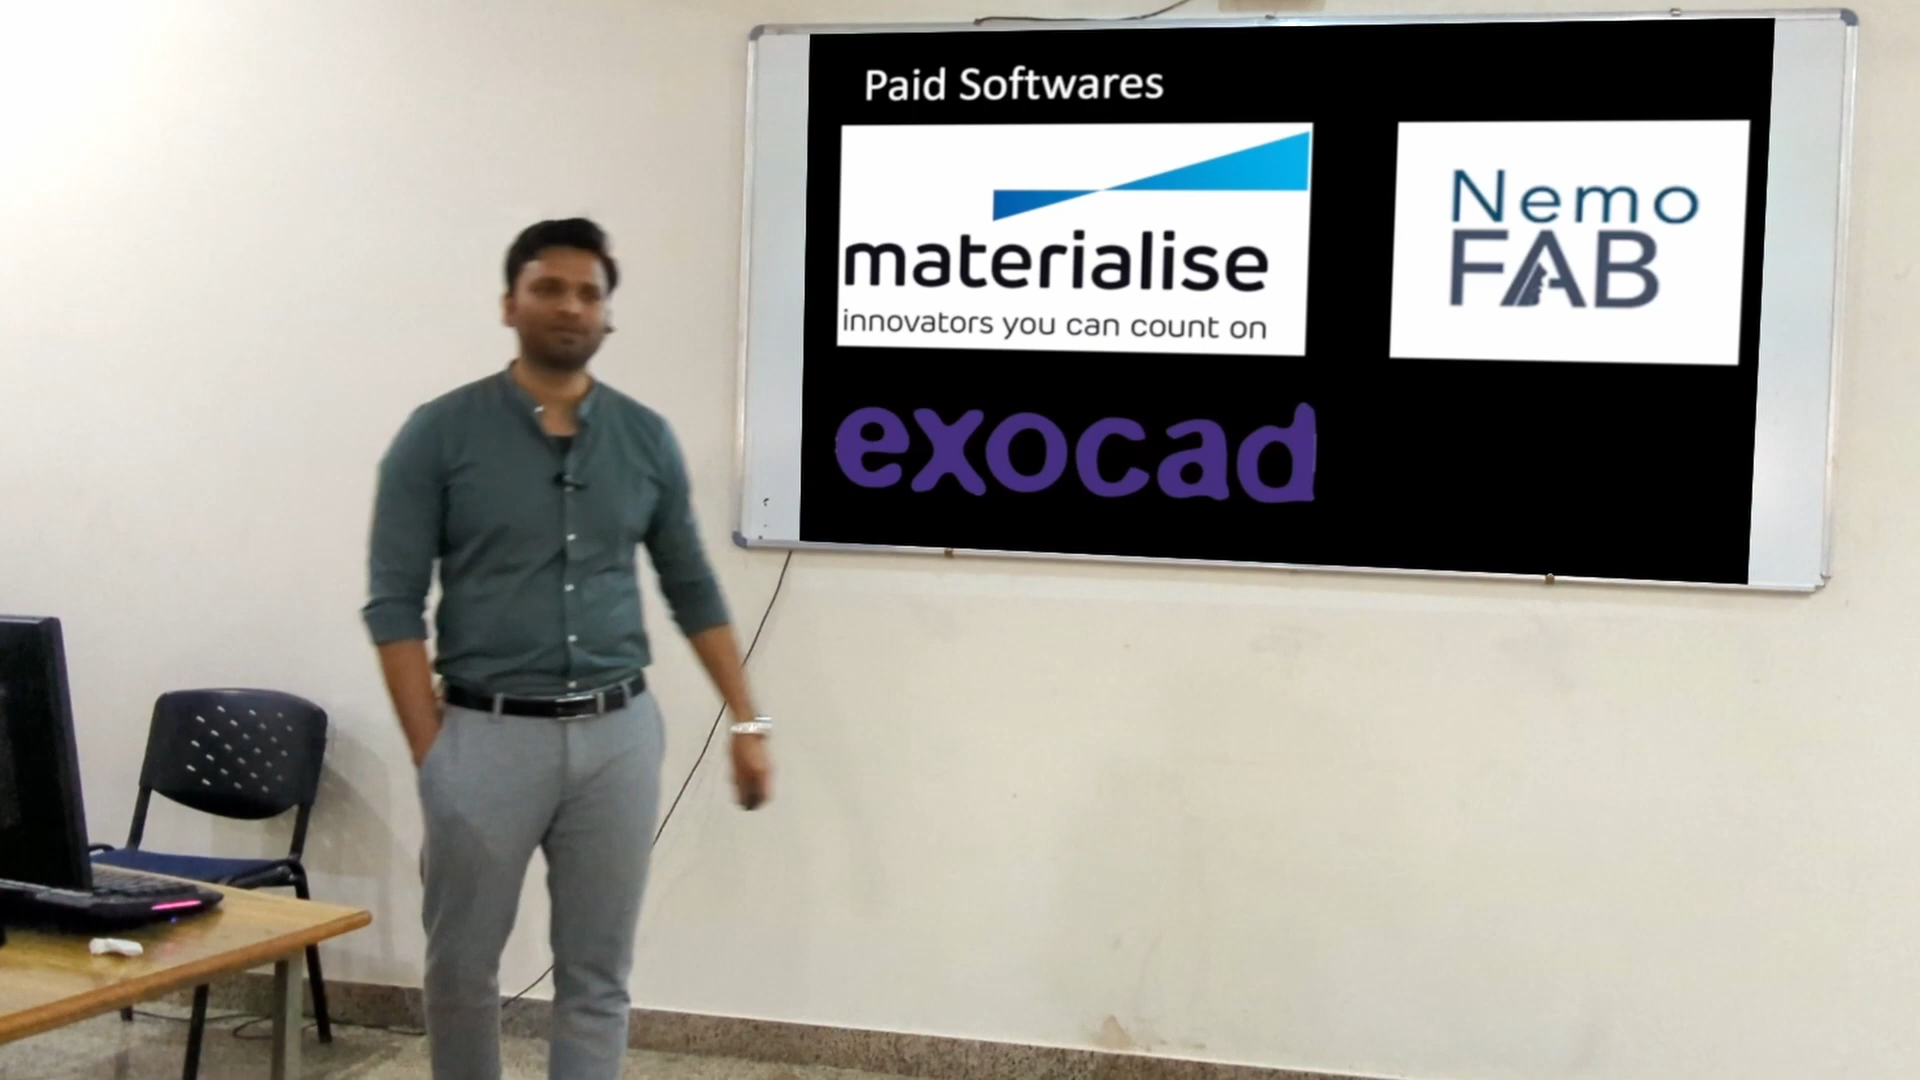 Paid Softwares
materialise
innovators you can count on
Nemo
FAB
exocad